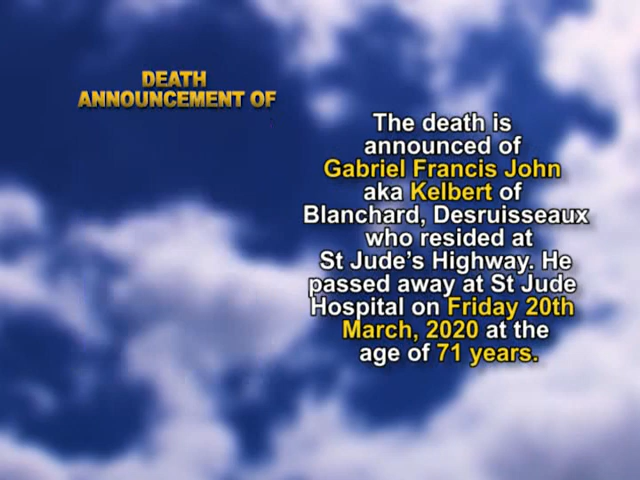 DEATH
ANNOUNCEMENT OF
The death is
announced of
Gabriel Francis John
aka Kelbert of
Blanchard, Desruisseaux
who resided at
St Jude's Highway. He
passed away at St Jude
Hospital on Friday 20th
March, 2020 at the
age of 71 years.